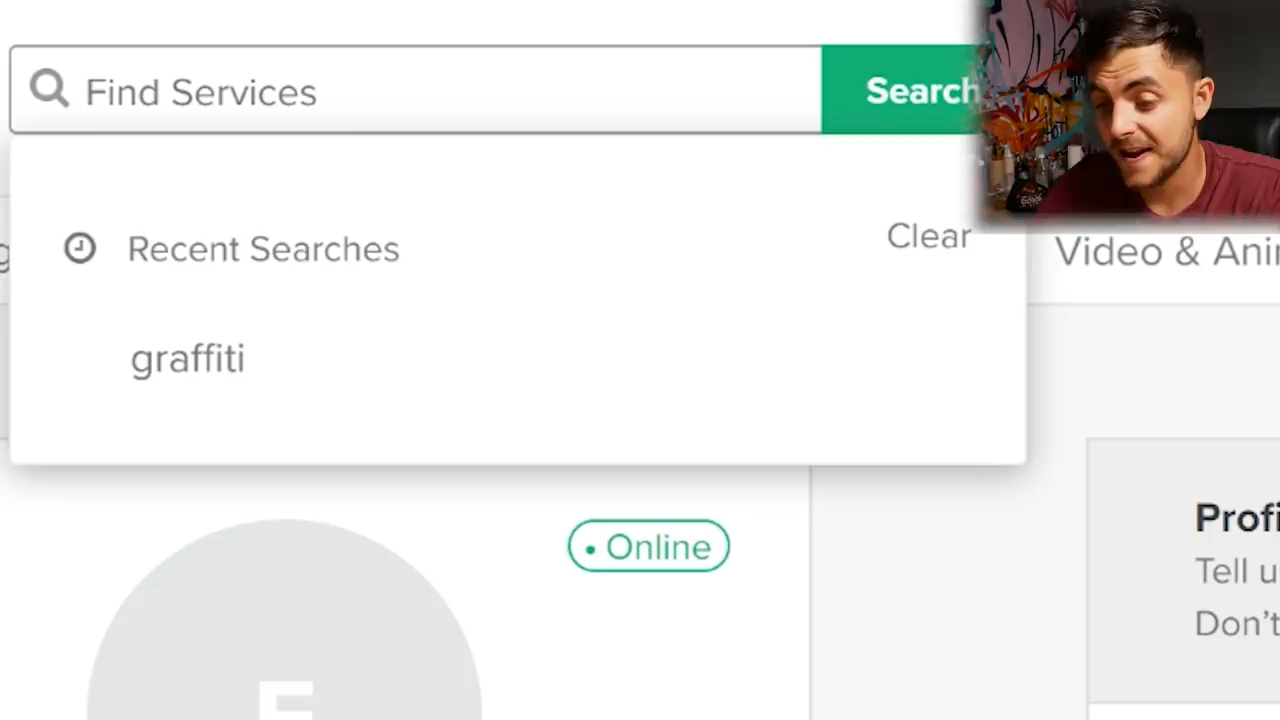 Find Services
Search
Recent Searches
Clear
graffiti
Video & Ani
Online
Profi
Tell u
Don't